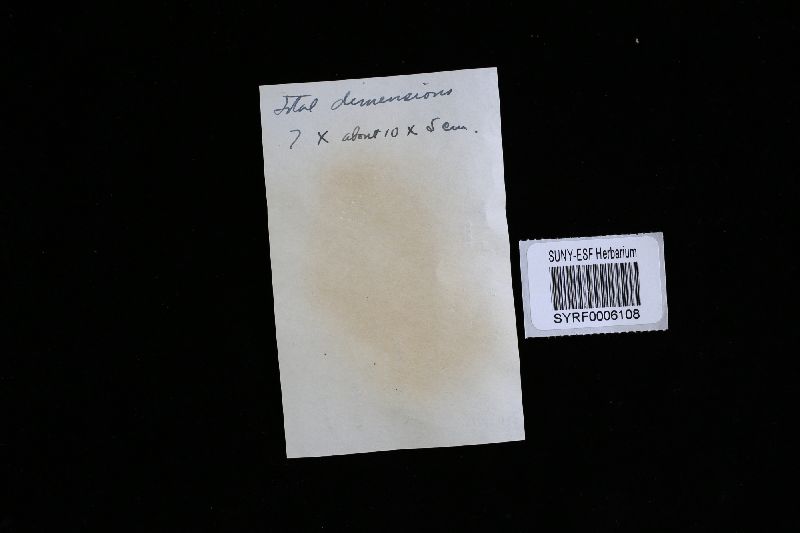 Total dimensions
7 X about 10 X 5 cm.
SUNY-ESF Herbarium
SYRF0006108